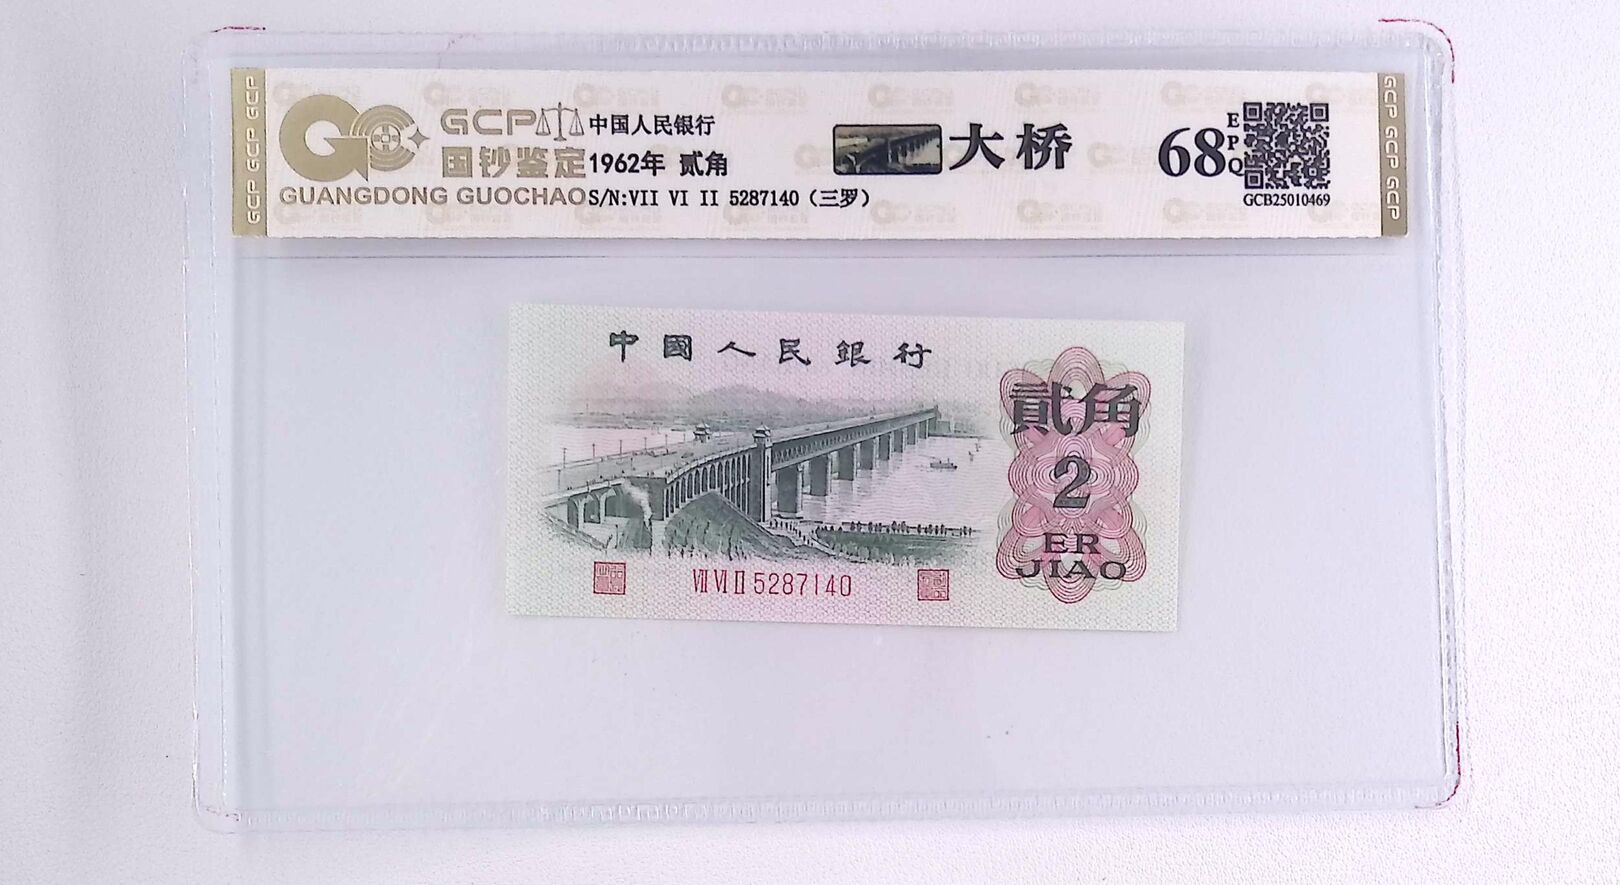 GCP GCP GCP
GCP
国钞鉴定
GUANGDONG GUOCHAO
中国人民银行
1962年 贰角
S/N:VII VI II 5287140（三罗）
大桥
68
EPQ
GCB25010469
GCP GCP GCP
中國人民銀行
貳角
2
ER
JIAO
VII VI II 5287140